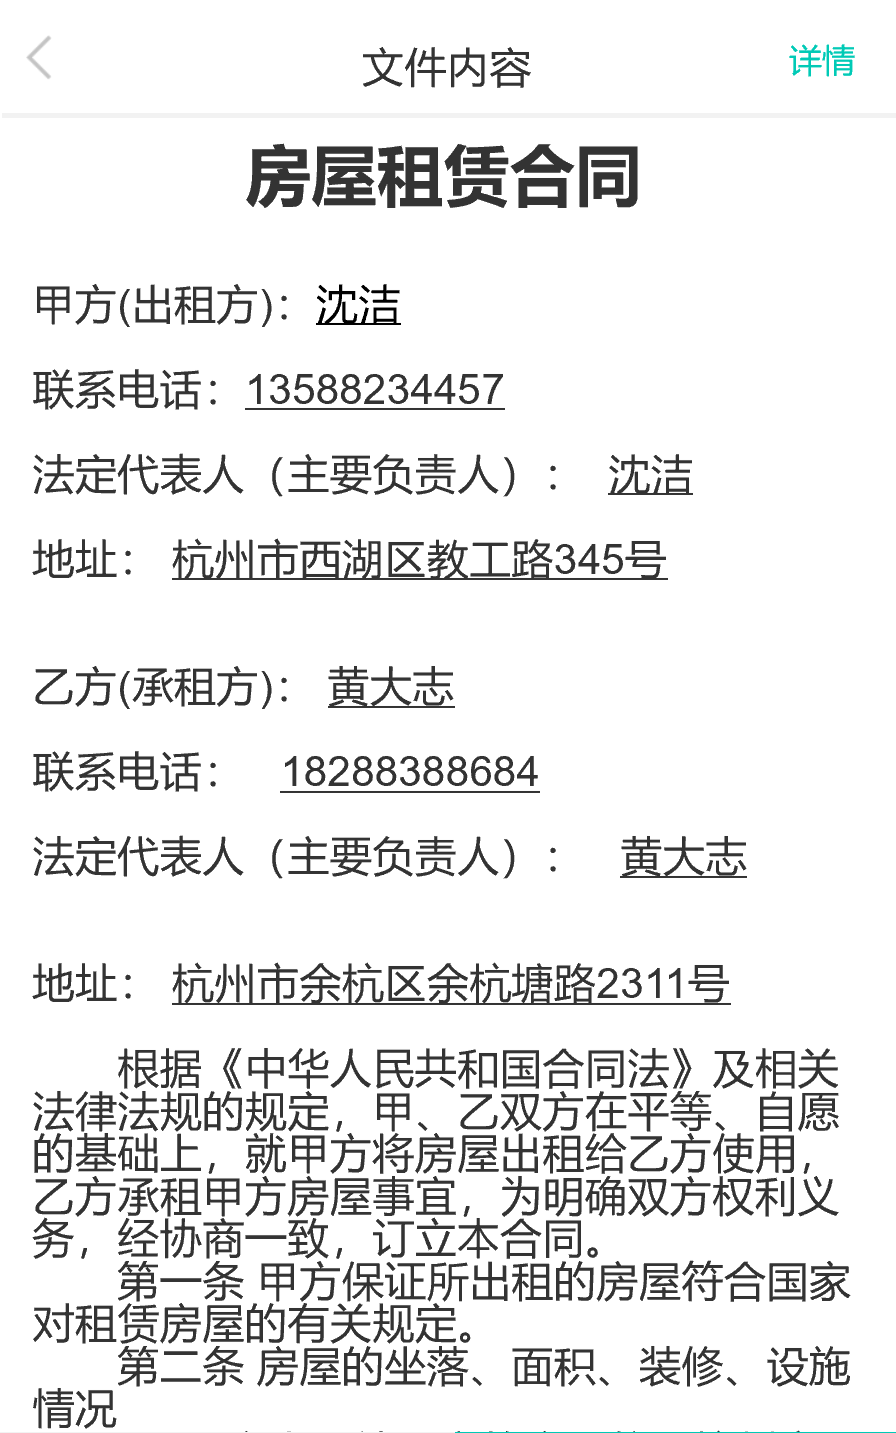 文件内容
详情
房屋租赁合同
甲方(出租方)：沈洁
联系电话：13588234457
法定代表人（主要负责人）： 沈洁
地址： 杭州市西湖区教工路345号
乙方(承租方)： 黄大志
联系电话： 18288388684
法定代表人（主要负责人）： 黄大志
地址： 杭州市余杭区余杭塘路2311号
根据《中华人民共和国合同法》及相关
法律法规的规定，甲、乙双方在平等、自愿
的基础上，就甲方将房屋出租给乙方使用，
乙方承租甲方房屋事宜，为明确双方权利义
务，经协商一致，订立本合同。
第一条 甲方保证所出租的房屋符合国家
对租赁房屋的有关规定。
第二条 房屋的坐落、面积、装修、设施
情况